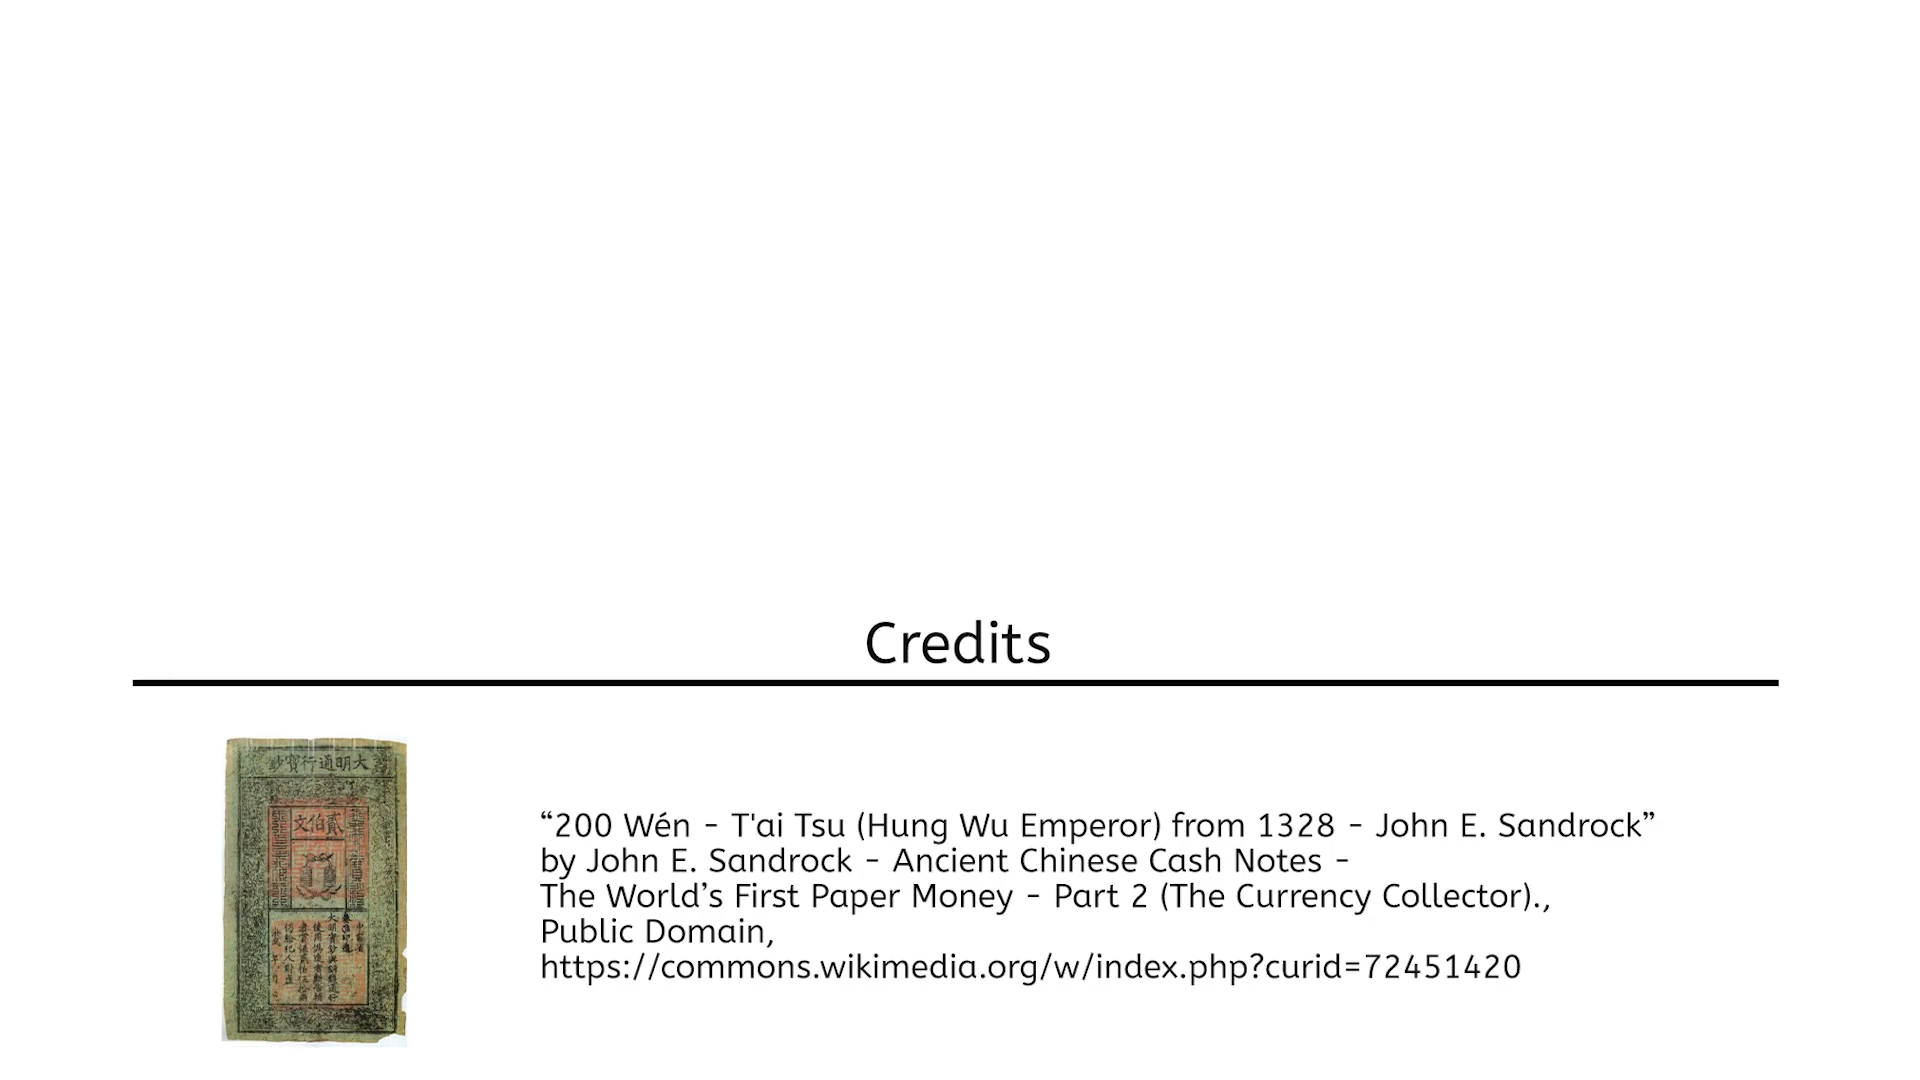 Credits
大明通行寶鈔
貳伯文
“200 Wén - T'ai Tsu (Hung Wu Emperor) from 1328 - John E. Sandrock”
by John E. Sandrock - Ancient Chinese Cash Notes -
The World’s First Paper Money - Part 2 (The Currency Collector).,
Public Domain,
https://commons.wikimedia.org/w/index.php?curid=72451420